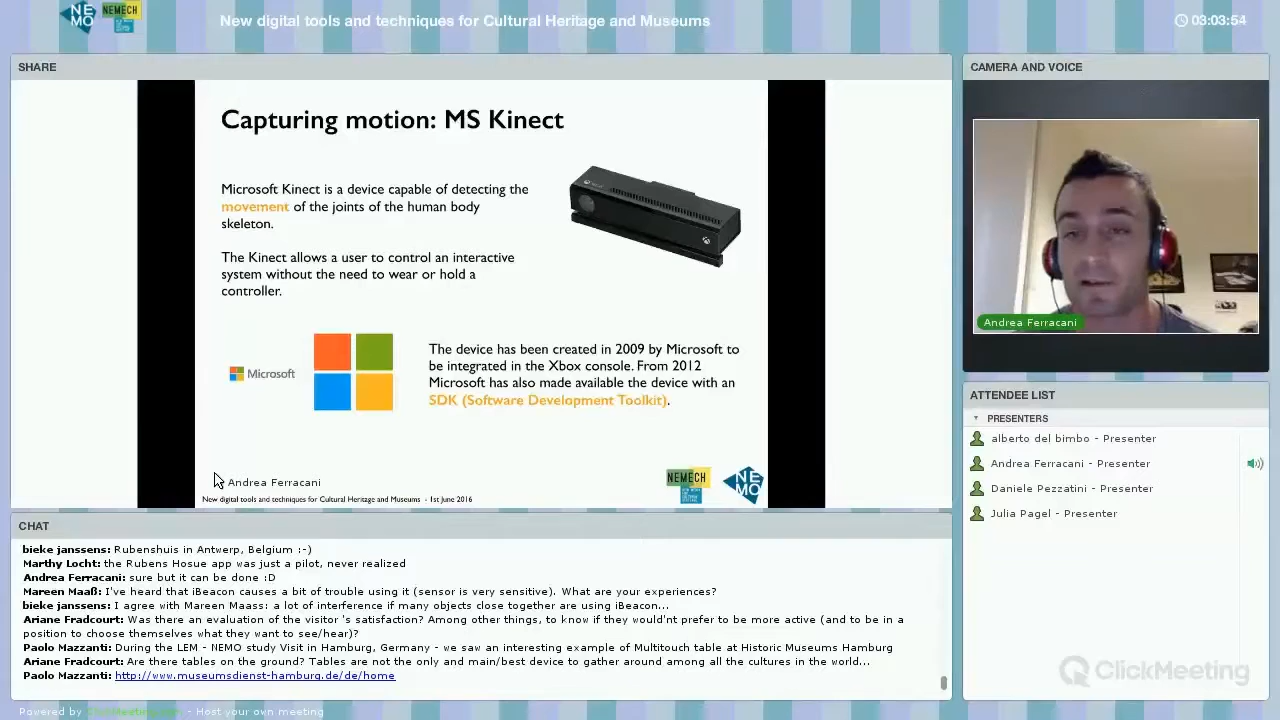 NE
MO
NEMECH
New digital tools and techniques for Cultural Heritage and Museums
03:03:54
SHARE
Capturing motion: MS Kinect
Microsoft Kinect is a device capable of detecting the
movement of the joints of the human body
skeleton.
The Kinect allows a user to control an interactive
system without the need to wear or hold a
controller.
Microsoft
The device has been created in 2009 by Microsoft to
be integrated in the Xbox console. From 2012
Microsoft has also made available the device with an
SDK (Software Development Toolkit).
Andrea Ferracani
New digital tools and techniques for Cultural Heritage and Museums - 1st June 2016
NEMECH
NE
MO
CAMERA AND VOICE
Andrea Ferracani
ATTENDEE LIST
PRESENTERS
alberto del bimbo - Presenter
Andrea Ferracani - Presenter
Daniele Pezzatini - Presenter
Julia Pagel - Presenter
CHAT
bieke janssens: Rubenshuis in Antwerp, Belgium :-)
Marthy Locht: the Rubens Hosue app was just a pilot, never realized
Andrea Ferracani: sure but it can be done :D
Mareen Maaß: I've heard that iBeacon causes a bit of trouble using it (sensor is very sensitive). What are your experiences?
bieke janssens: I agree with Mareen Maass: a lot of interference if many objects close together are using iBeacon...
Ariane Fradcourt: Was there an evaluation of the visitor 's satisfaction? Among other things, to know if they would'nt prefer to be more active (and to be in a
position to choose themselves what they want to see/hear)?
Paolo Mazzanti: During the LEM - NEMO study Visit in Hamburg, Germany - we saw an interesting example of Multitouch table at Historic Museums Hamburg
Ariane Fradcourt: Are there tables on the ground? Tables are not the only and main/best device to gather around among all the cultures in the world...
Paolo Mazzanti: http://www.museumsdienst-hamburg.de/de/home
ClickMeeting
Powered by ClickMeeting - Host your own meeting